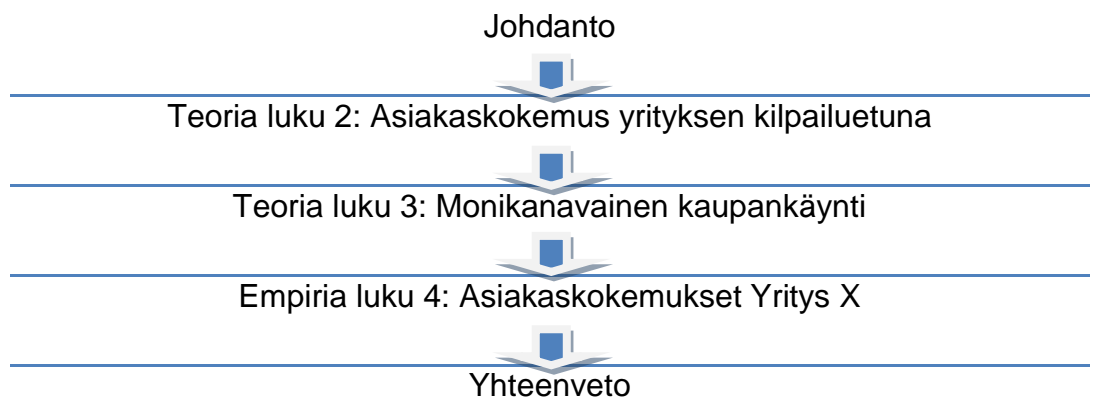 Johdanto
Teoria luku 2: Asiakaskokemus yrityksen kilpailuetuna
Teoria luku 3: Monikanavainen kaupankäynti
Empiria luku 4: Asiakaskokemukset Yritys X
Yhteenveto